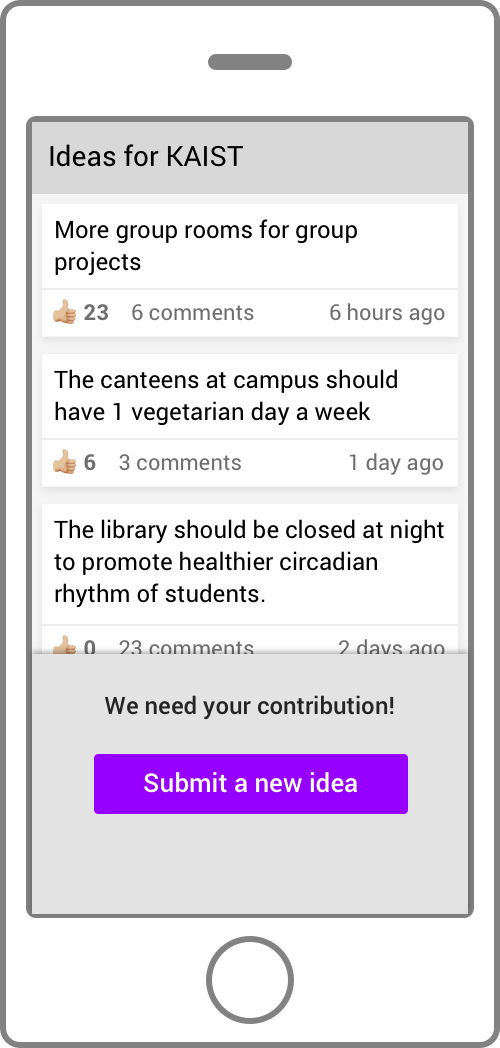 Ideas for KAIST
More group rooms for group
projects
23 6 comments 6 hours ago
The canteens at campus should
have 1 vegetarian day a week
6 3 comments 1 day ago
The library should be closed at night
to promote healthier circadian
rhythm of students.
0 23 comments 2 days ago
We need your contribution!
Submit a new idea